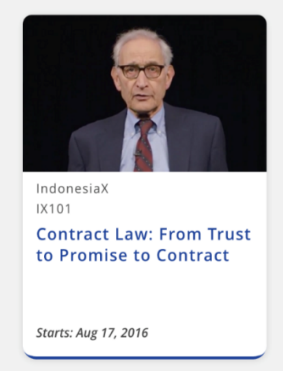 IndonesiaX
IX101
Contract Law: From Trust
to Promise to Contract
Starts: Aug 17, 2016